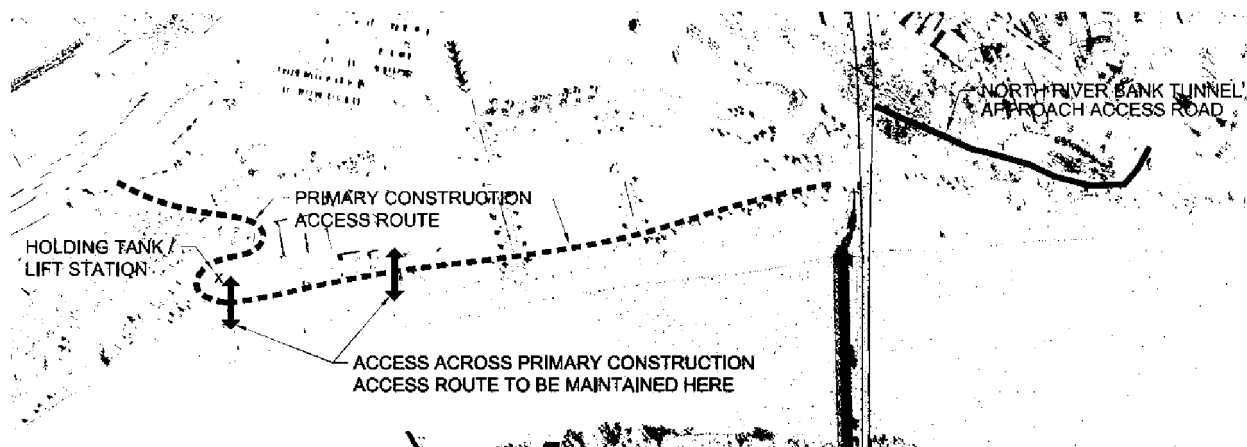 NORTH RIVER BANK TUNNEL
APPROACH ACCESS ROAD
PRIMARY CONSTRUCTION
ACCESS ROUTE
HOLDING TANK /
LIFT STATION
ACCESS ACROSS PRIMARY CONSTRUCTION
ACCESS ROUTE TO BE MAINTAINED HERE